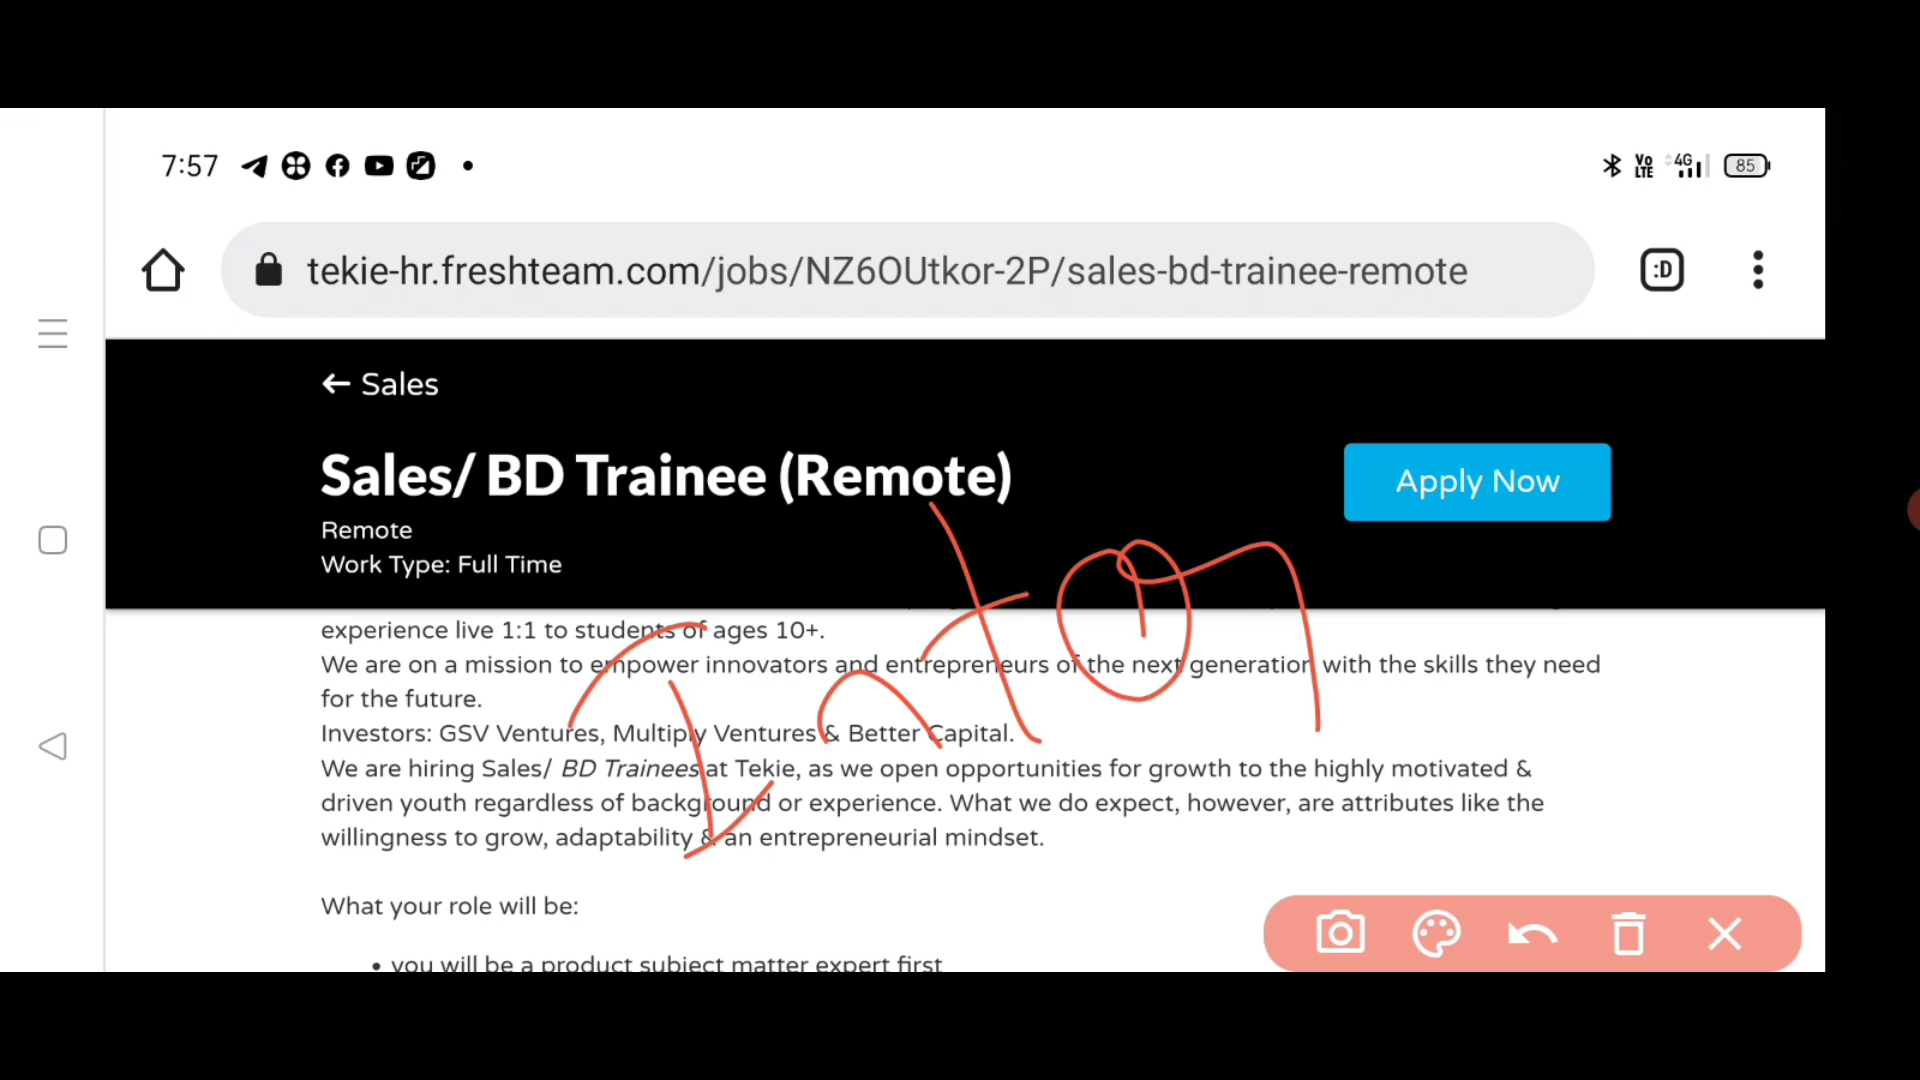 7:57
Vo LTE 4G 85
tekie-hr.freshteam.com/jobs/NZ6OUtkor-2P/sales-bd-trainee-remote
:D
← Sales
Sales/ BD Trainee (Remote)
Apply Now
Remote
Work Type: Full Time
experience live 1:1 to students of ages 10+.
We are on a mission to empower innovators and entrepreneurs of the next generation with the skills they need
for the future.
Investors: GSV Ventures, Multiply Ventures & Better Capital.
We are hiring Sales/ BD Trainees at Tekie, as we open opportunities for growth to the highly motivated &
driven youth regardless of background or experience. What we do expect, however, are attributes like the
willingness to grow, adaptability & an entrepreneurial mindset.
What your role will be:
• you will be a product subject matter expert first